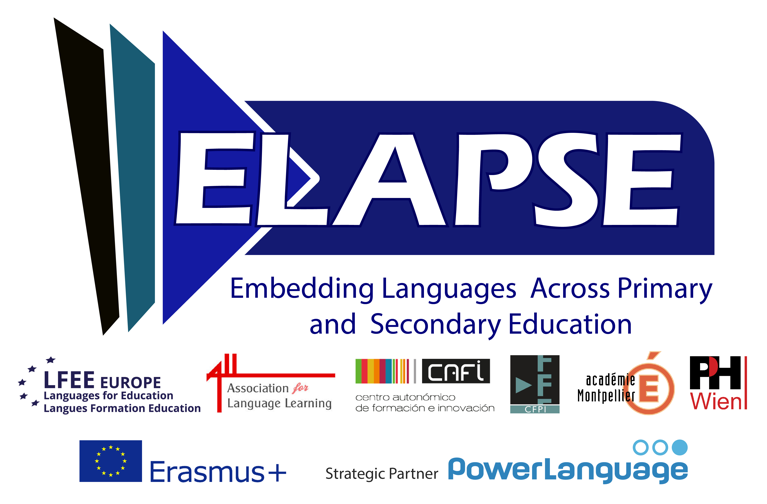 ELAPSE
Embedding Languages Across Primary
and Secondary Education
LFEE EUROPE
Languages for Education
Langues Formation Education
Association for
Language Learning
CAFi
centro autonómico
de formación e innovación
CFPI
académie
Montpellier
É
PH
Wien
Erasmus+
Strategic Partner PowerLanguage